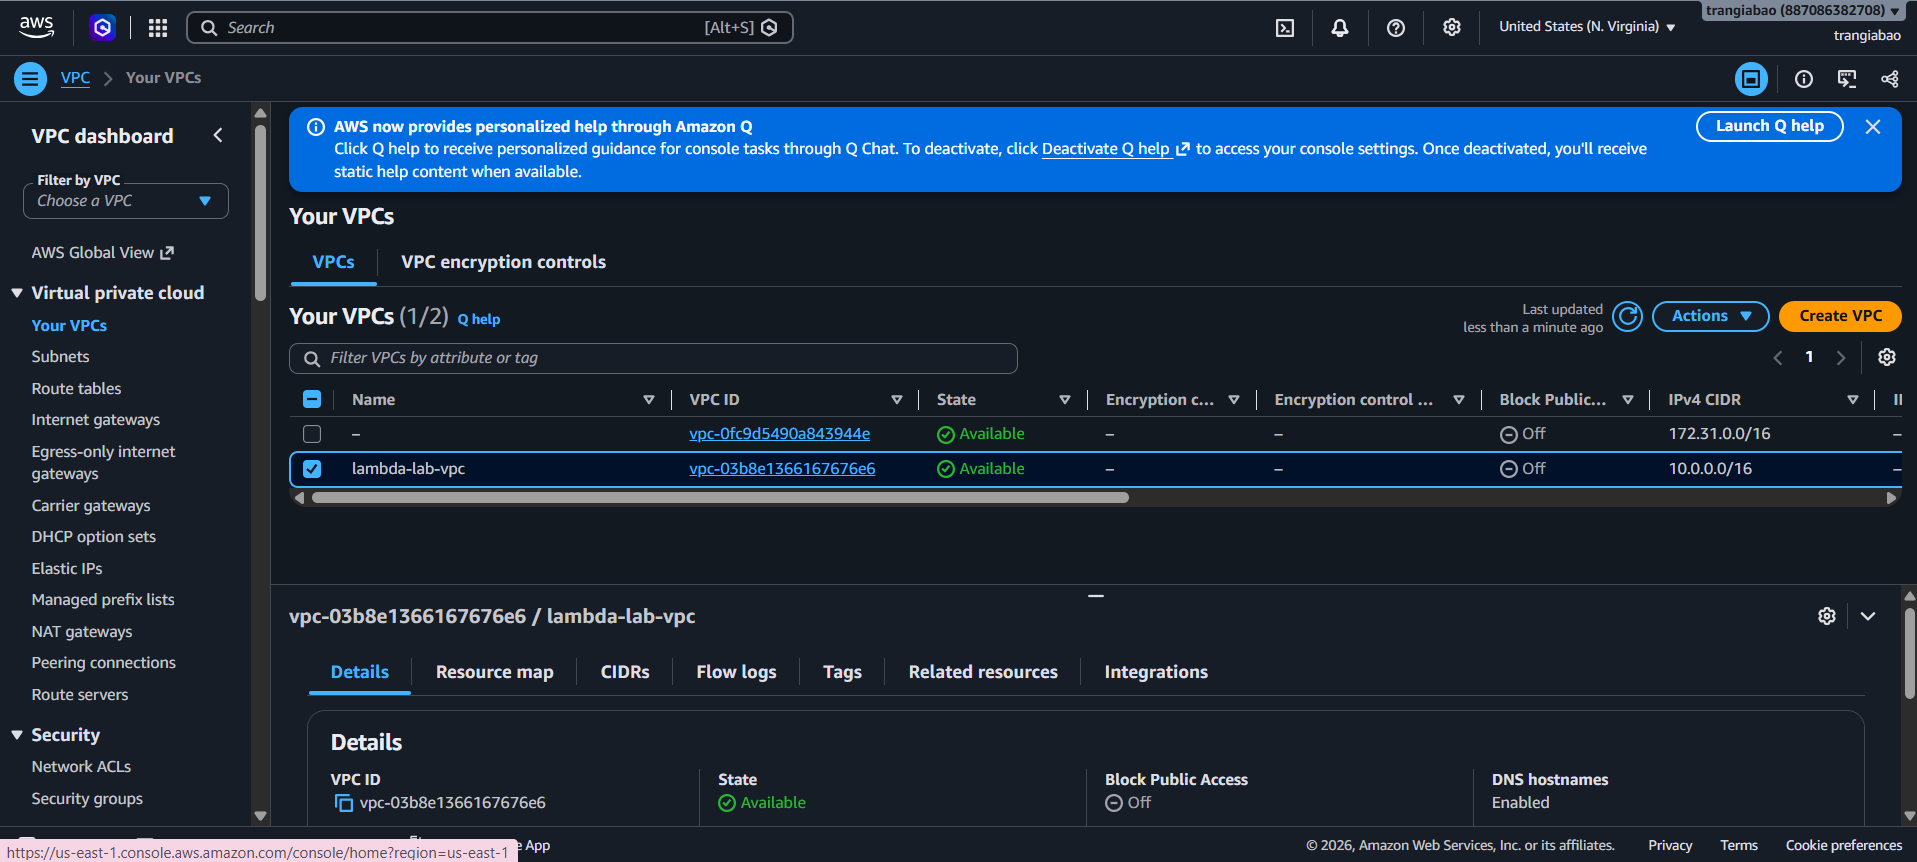 aws
Search
[Alt+S]
United States (N. Virginia)
trangiabao (887086382708)
trangiabao
VPC
Your VPCs
VPC dashboard
Filter by VPC
Choose a VPC
AWS Global View
Virtual private cloud
Your VPCs
Subnets
Route tables
Internet gateways
Egress-only internet
gateways
Carrier gateways
DHCP option sets
Elastic IPs
Managed prefix lists
NAT gateways
Peering connections
Route servers
Security
Network ACLs
Security groups
AWS now provides personalized help through Amazon Q
Click Q help to receive personalized guidance for console tasks through Q Chat. To deactivate, click Deactivate Q help to access your console settings. Once deactivated, you'll receive
static help content when available.
Launch Q help
Your VPCs
VPCs
VPC encryption controls
Your VPCs (1/2) Q help
Last updated
less than a minute ago
Actions
Create VPC
Filter VPCs by attribute or tag
1
Name VPC ID State Encryption c... Encryption control ... Block Public... IPv4 CIDR
– vpc-0fc9d5490a843944e Available – – Off 172.31.0.0/16 –
lambda-lab-vpc vpc-03b8e1366167676e6 Available – – Off 10.0.0.0/16 –
vpc-03b8e1366167676e6 / lambda-lab-vpc
Details Resource map CIDRs Flow logs Tags Related resources Integrations
Details
VPC ID
vpc-03b8e1366167676e6
State
Available
Block Public Access
Off
DNS hostnames
Enabled
https://us-east-1.console.aws.amazon.com/console/home?region=us-east-1
App
© 2026, Amazon Web Services, Inc. or its affiliates.
Privacy
Terms
Cookie preferences